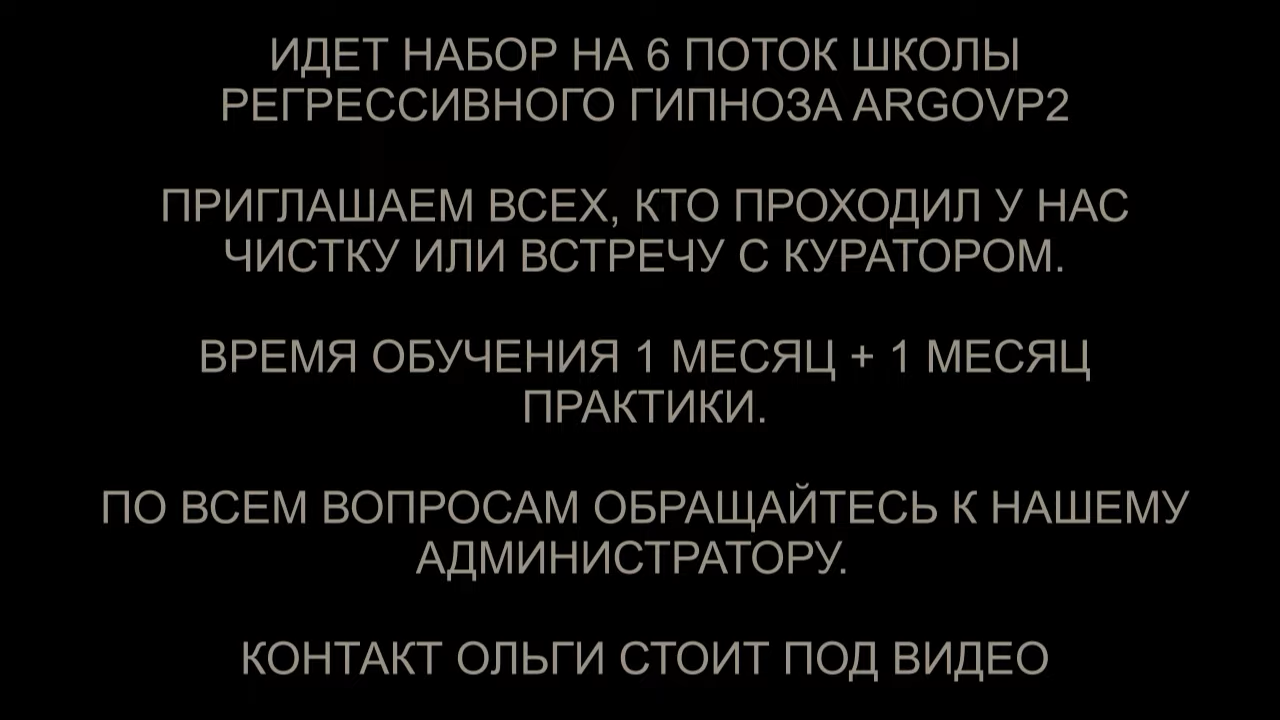 ИДЕТ НАБОР НА 6 ПОТОК ШКОЛЫ
РЕГРЕССИВНОГО ГИПНОЗА ARGOVP2
ПРИГЛАШАЕМ ВСЕХ, КТО ПРОХОДИЛ У НАС
ЧИСТКУ ИЛИ ВСТРЕЧУ С КУРАТОРОМ.
ВРЕМЯ ОБУЧЕНИЯ 1 МЕСЯЦ + 1 МЕСЯЦ
ПРАКТИКИ.
ПО ВСЕМ ВОПРОСАМ ОБРАЩАЙТЕСЬ К НАШЕМУ
АДМИНИСТРАТОРУ.
КОНТАКТ ОЛЬГИ СТОИТ ПОД ВИДЕО